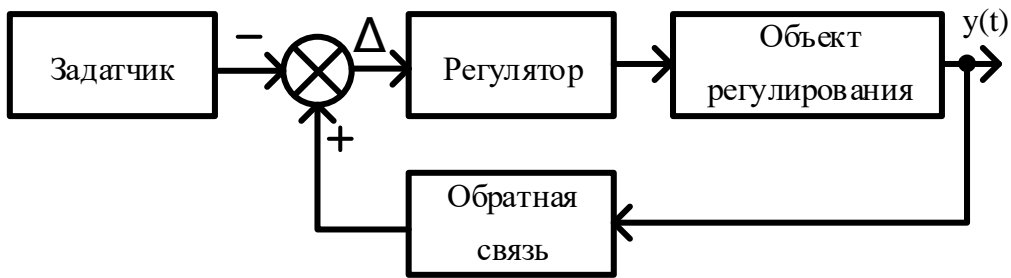 Задатчик
−
Δ
+
Регулятор
Объект
регулирования
y(t)
Обратная
связь